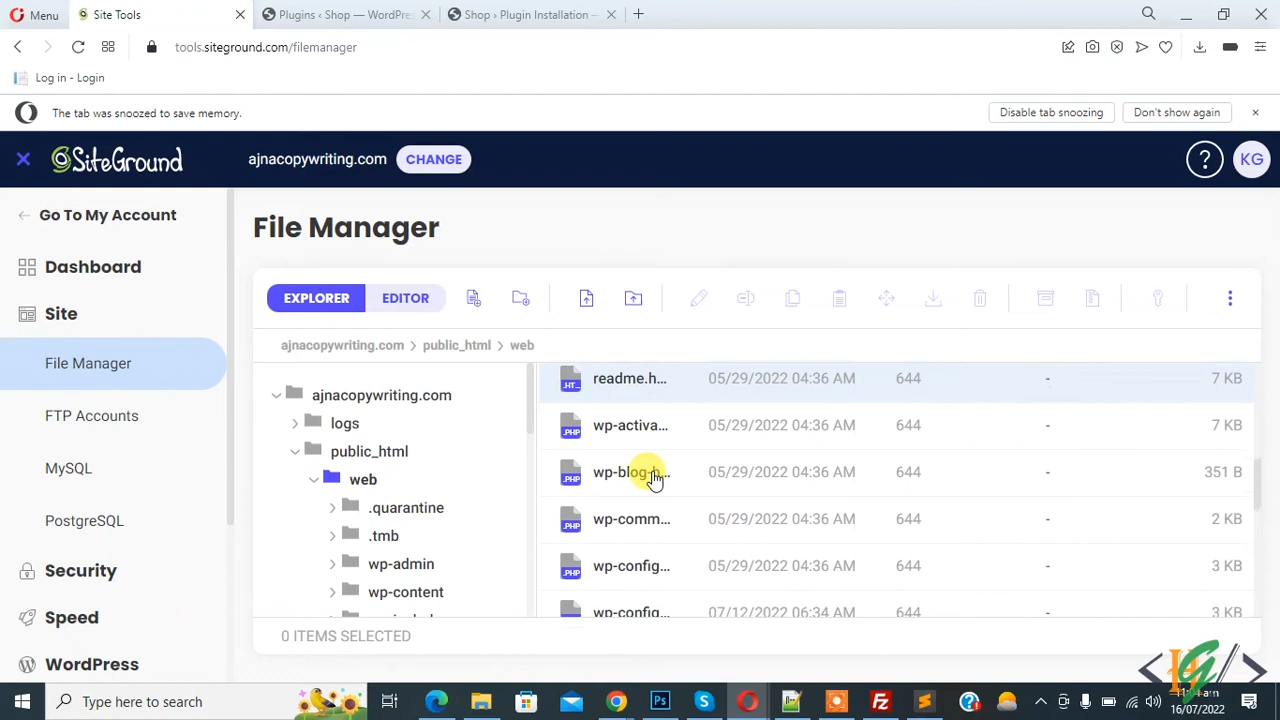 Menu
Site Tools
Plugins ‹ Shop — WordPre
Shop › Plugin Installation —
tools.siteground.com/filemanager
Log in - Login
The tab was snoozed to save memory.
Disable tab snoozing
Don't show again
SiteGround
ajnacopywriting.com
CHANGE
?
KG
Go To My Account
Dashboard
Site
File Manager
FTP Accounts
MySQL
PostgreSQL
Security
Speed
WordPress
File Manager
EXPLORER
EDITOR
ajnacopywriting.com > public_html > web
ajnacopywriting.com
logs
public_html
web
.quarantine
.tmb
wp-admin
wp-content
readme.h... 05/29/2022 04:36 AM 644 - 7 KB
wp-activa... 05/29/2022 04:36 AM 644 - 7 KB
wp-blog-h... 05/29/2022 04:36 AM 644 - 351 B
wp-comm... 05/29/2022 04:36 AM 644 - 2 KB
wp-config... 05/29/2022 04:36 AM 644 - 3 KB
wp-config... 07/12/2022 06:34 AM 644 - 3 KB
0 ITEMS SELECTED
Type here to search
16/07/2022